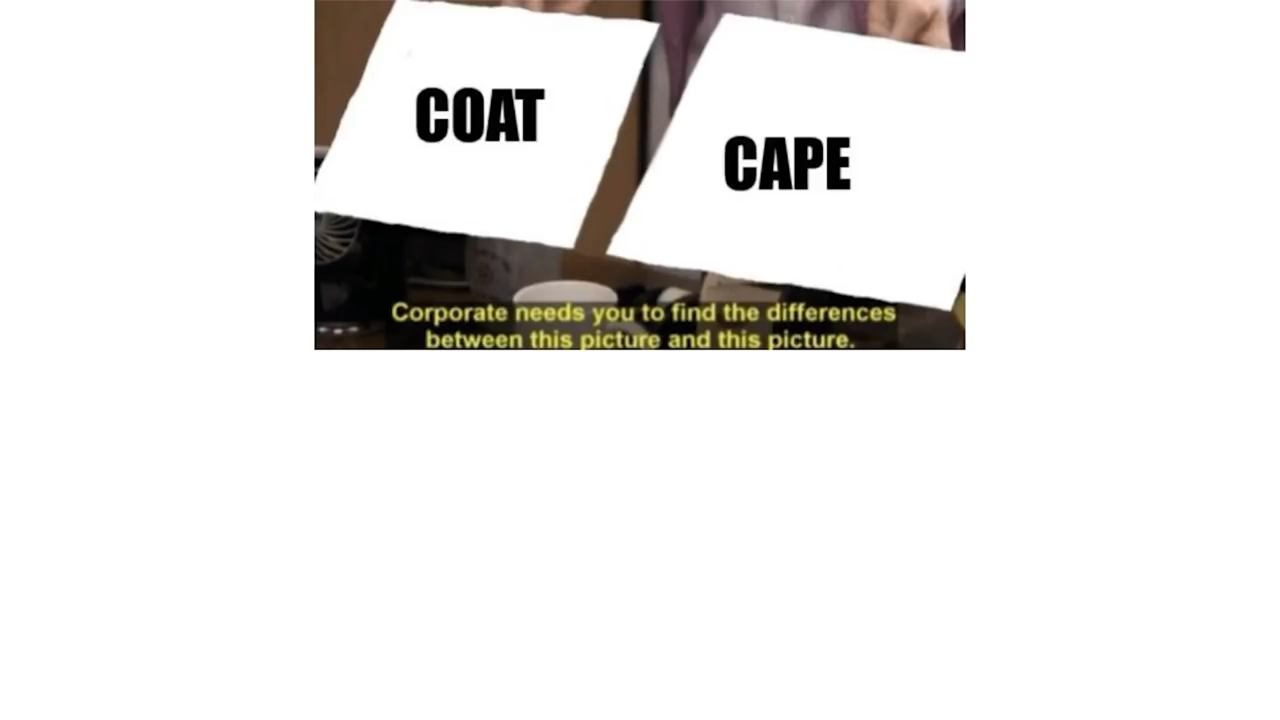 COAT
CAPE
Corporate needs you to find the differences
between this picture and this picture.